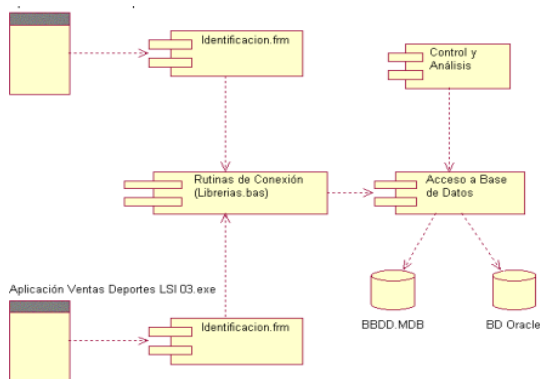 Identificacion.frm
Control y
Análisis
Rutinas de Conexión
(Librerias.bas)
Acceso a Base
de Datos
Aplicación Ventas Deportes LSI 03.exe
BBDD.MDB
BD Oracle
Identificacion.frm